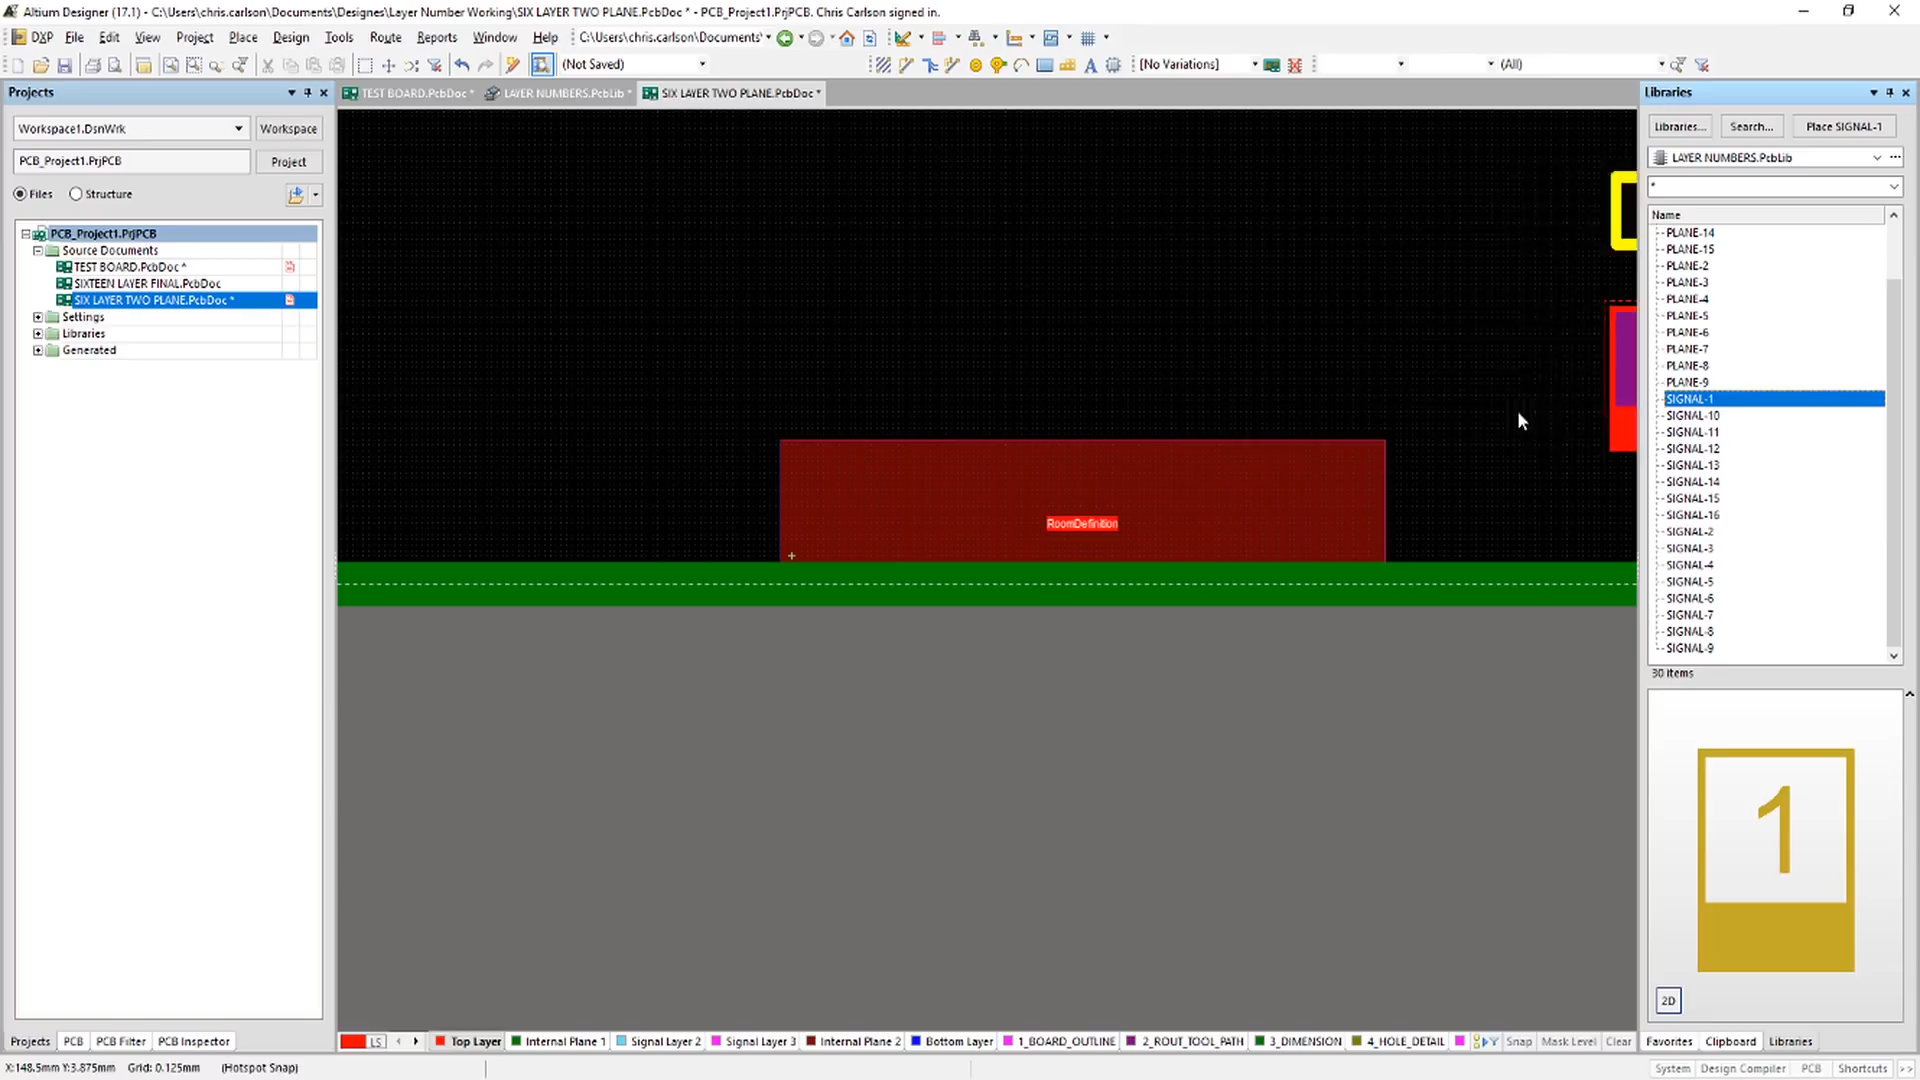 Altium Designer (17.1) - C:\Users\chris.carlson\Documents\Designes\Layer Number Working\SIX LAYER TWO PLANE.PcbDoc * - PCB_Project1.PrjPCB. Chris Carlson signed in.
DXP File Edit View Project Place Design Tools Route Reports Window Help C:\Users\chris.carlson\Documents'
(Not Saved) [No Variations] (All)
Projects
TEST BOARD.PcbDoc * LAYER NUMBERS.PcbLib * SIX LAYER TWO PLANE.PcbDoc *
Libraries
Workspace1.DsnWrk Workspace
Libraries... Search... Place SIGNAL-1
PCB_Project1.PrjPCB Project
LAYER NUMBERS.PcbLib ...
Files Structure
*
Name
PCB_Project1.PrjPCB
Source Documents
TEST BOARD.PcbDoc *
SIXTEEN LAYER FINAL.PcbDoc
SIX LAYER TWO PLANE.PcbDoc *
Settings
Libraries
Generated
PLANE-14
PLANE-15
PLANE-2
PLANE-3
PLANE-4
PLANE-5
PLANE-6
PLANE-7
PLANE-8
PLANE-9
SIGNAL-1
SIGNAL-10
SIGNAL-11
SIGNAL-12
SIGNAL-13
SIGNAL-14
SIGNAL-15
SIGNAL-16
SIGNAL-2
SIGNAL-3
SIGNAL-4
SIGNAL-5
SIGNAL-6
SIGNAL-7
SIGNAL-8
SIGNAL-9
30 items
RoomDefinition
1
2D
Projects PCB PCB Filter PCB Inspector
LS Top Layer Internal Plane 1 Signal Layer 2 Signal Layer 3 Internal Plane 2 Bottom Layer 1_BOARD_OUTLINE 2_ROUT_TOOL_PATH 3_DIMENSION 4_HOLE_DETAIL Snap Mask Level Clear
Favorites Clipboard Libraries
X:148.5mm Y:3.875mm Grid: 0.125mm (Hotspot Snap)
System Design Compiler PCB Shortcuts >>